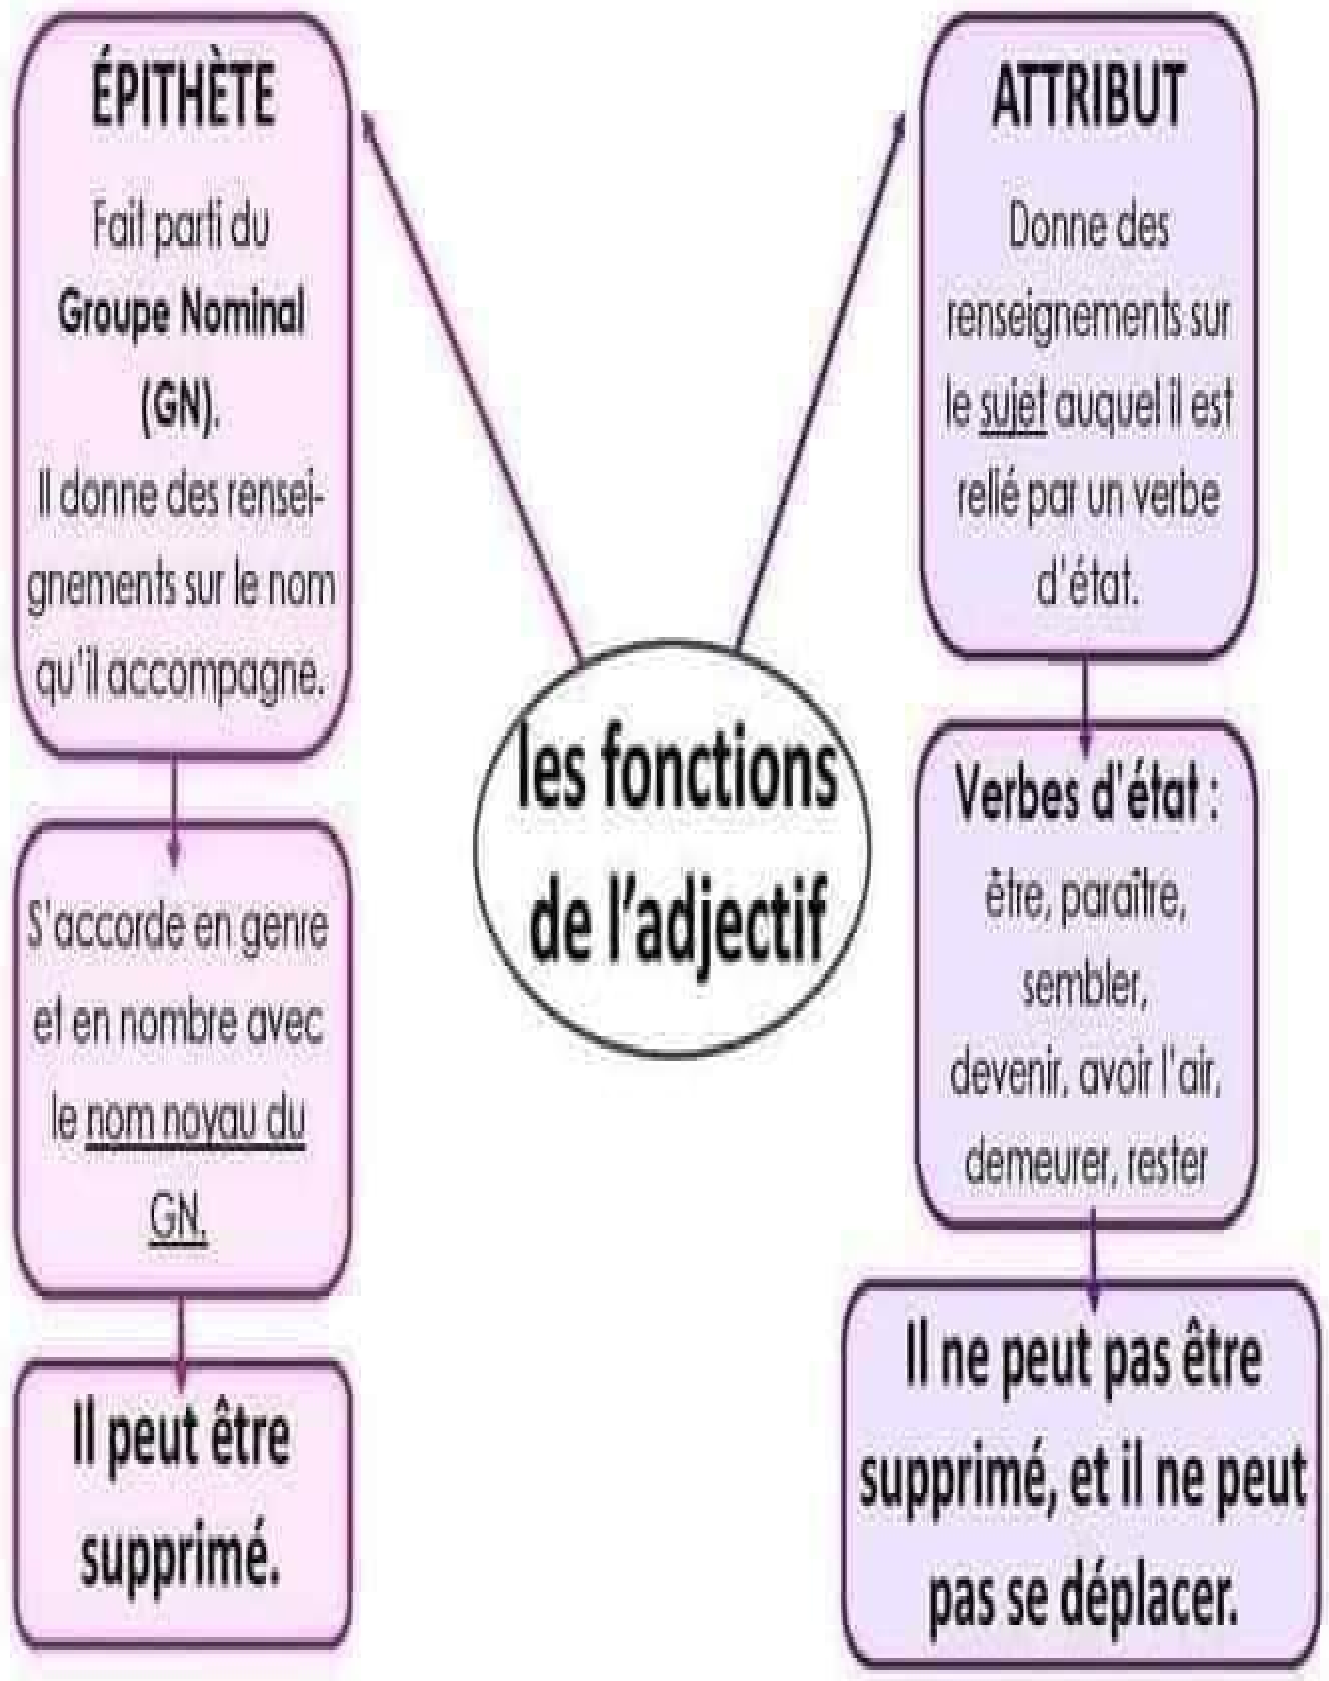 ÉPITHÈTE
Fait parti du
Groupe Nominal
(GN).
Il donne des rensei-
gnements sur le nom
qu'il accompagne.
S'accorde en genre
et en nombre avec
le nom noyau du
GN.
Il peut être
supprimé.
les fonctions
de l'adjectif
ATTRIBUT
Donne des
renseignements sur
le sujet auquel il est
relié par un verbe
d'état.
Verbes d'état :
être, paraître,
sembler,
devenir, avoir l'air,
demeurer, rester
Il ne peut pas être
supprimé, et il ne peut
pas se déplacer.